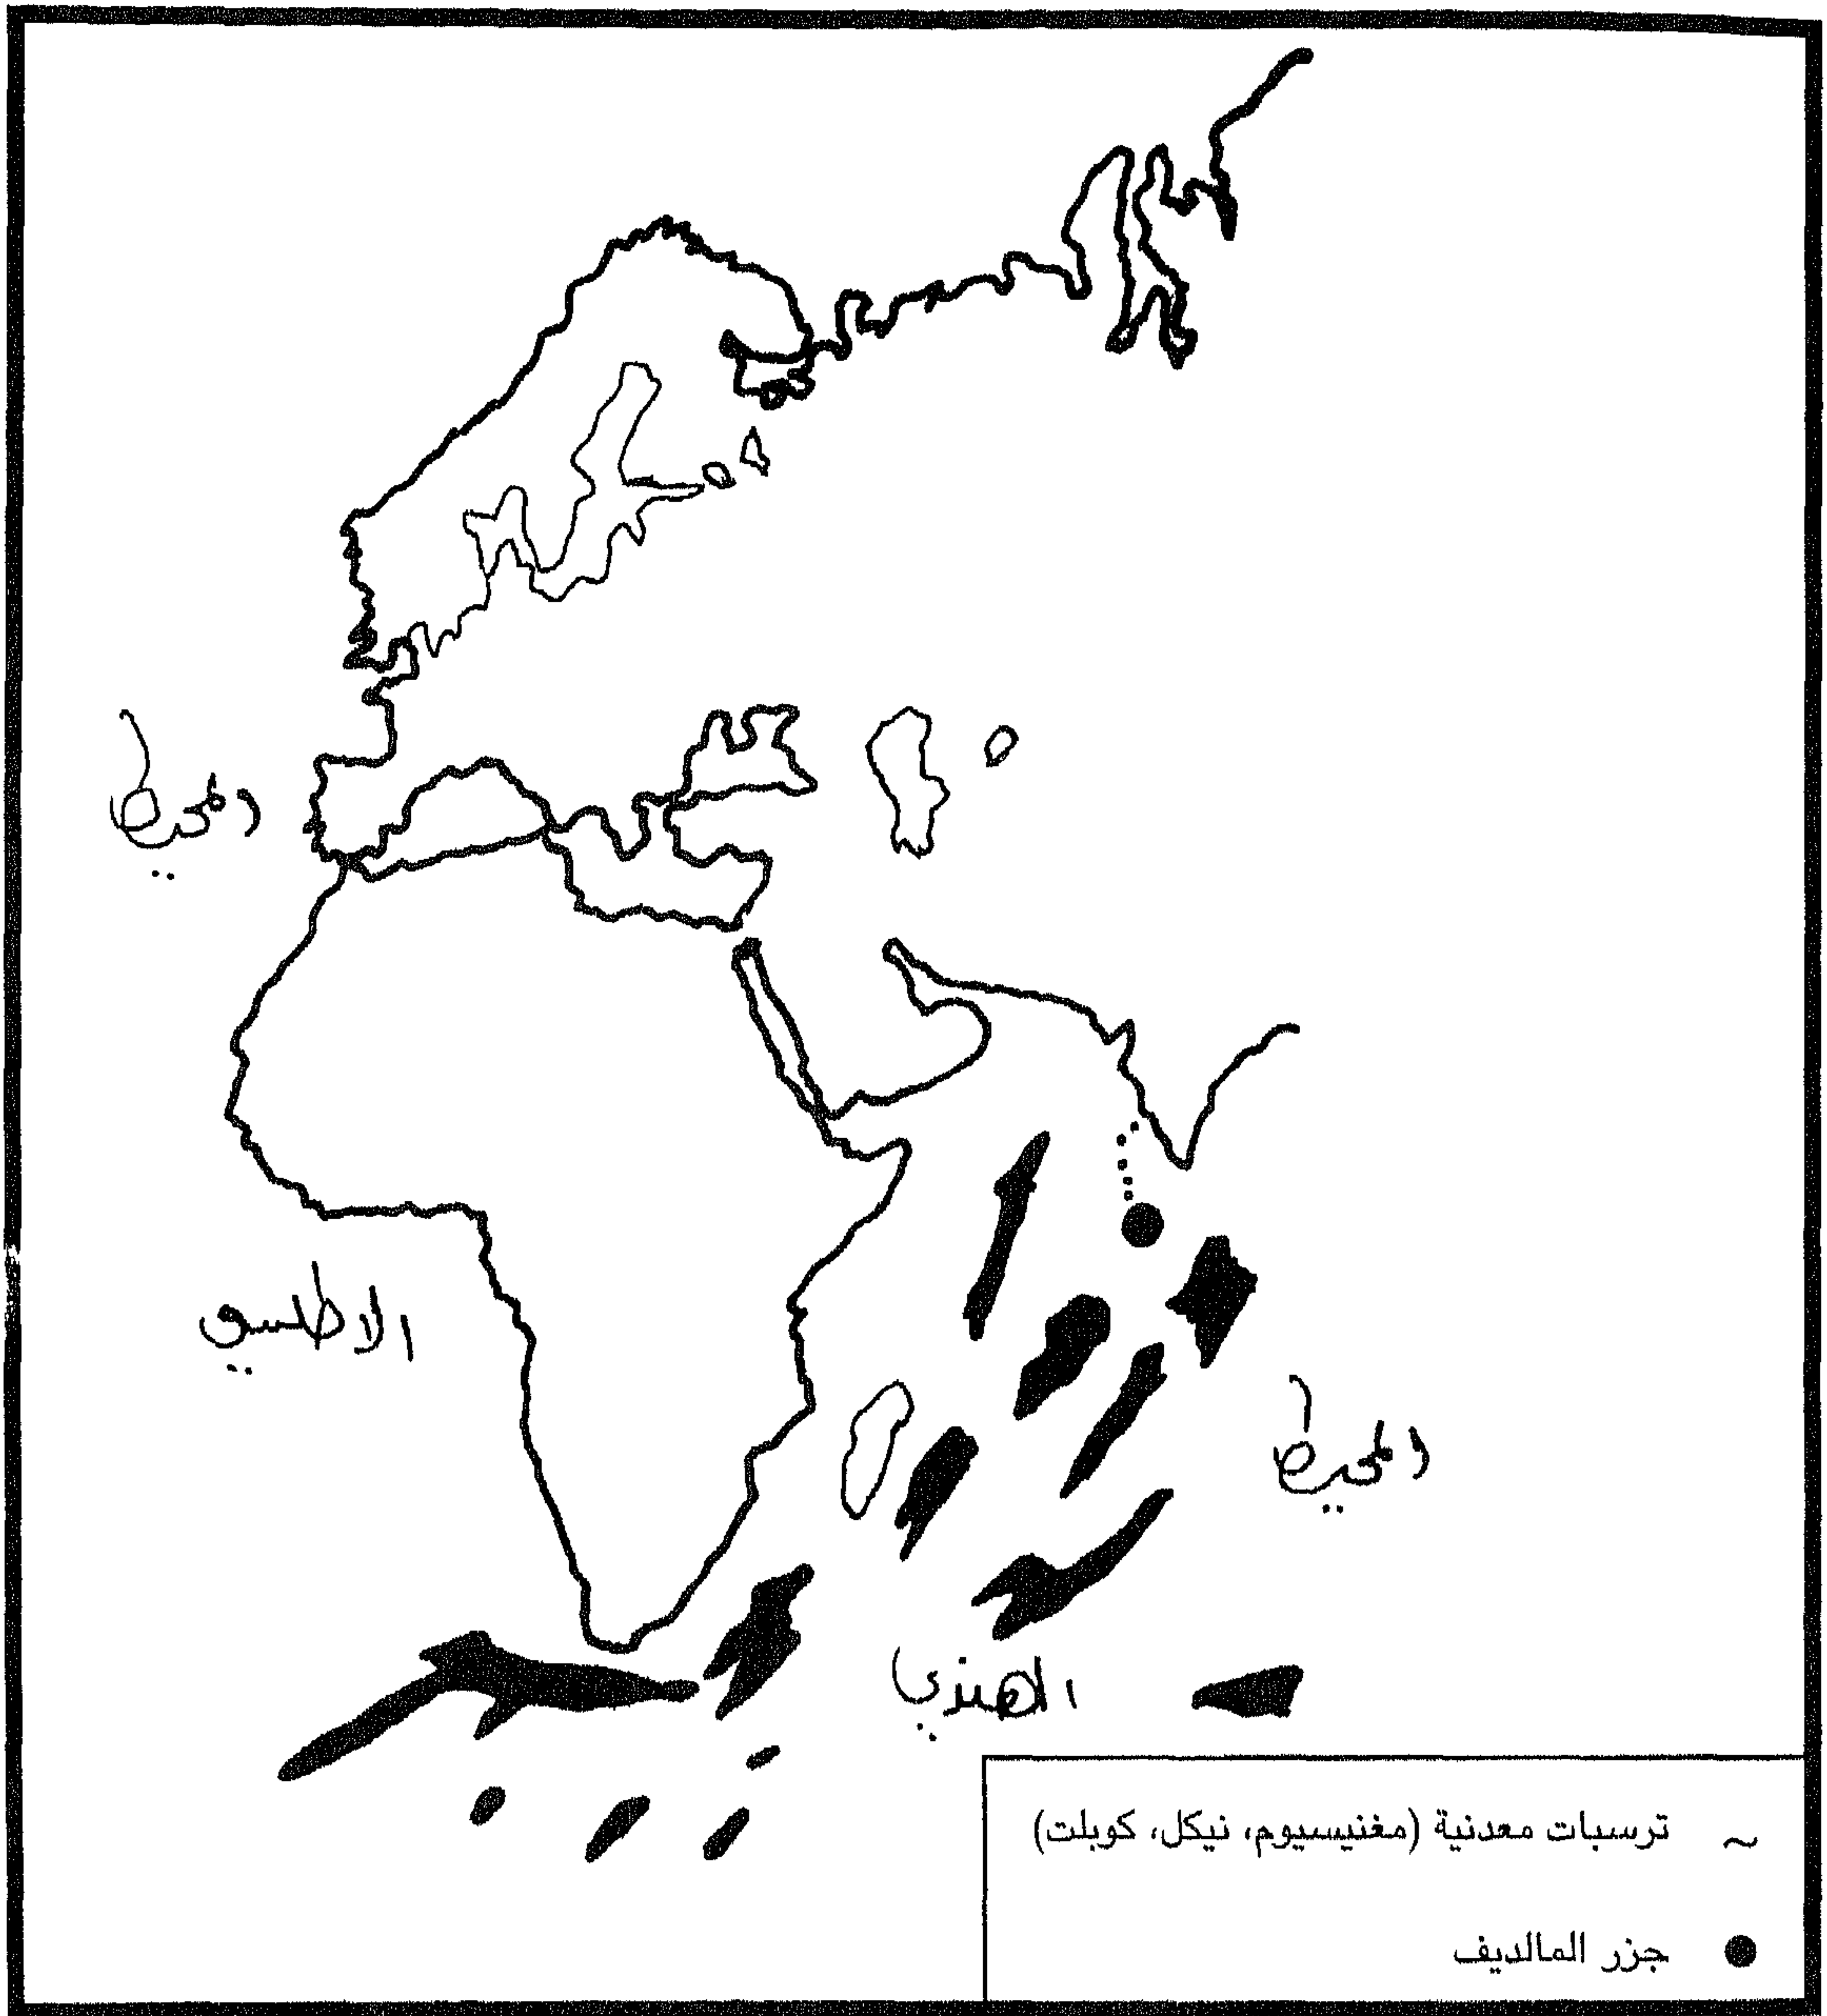 المحيط
الاطلسي
المحيط
الهندي
~ ترسبات معدنية (مغنيسيوم، نيكل، كوبلت)
● جزر المالديف